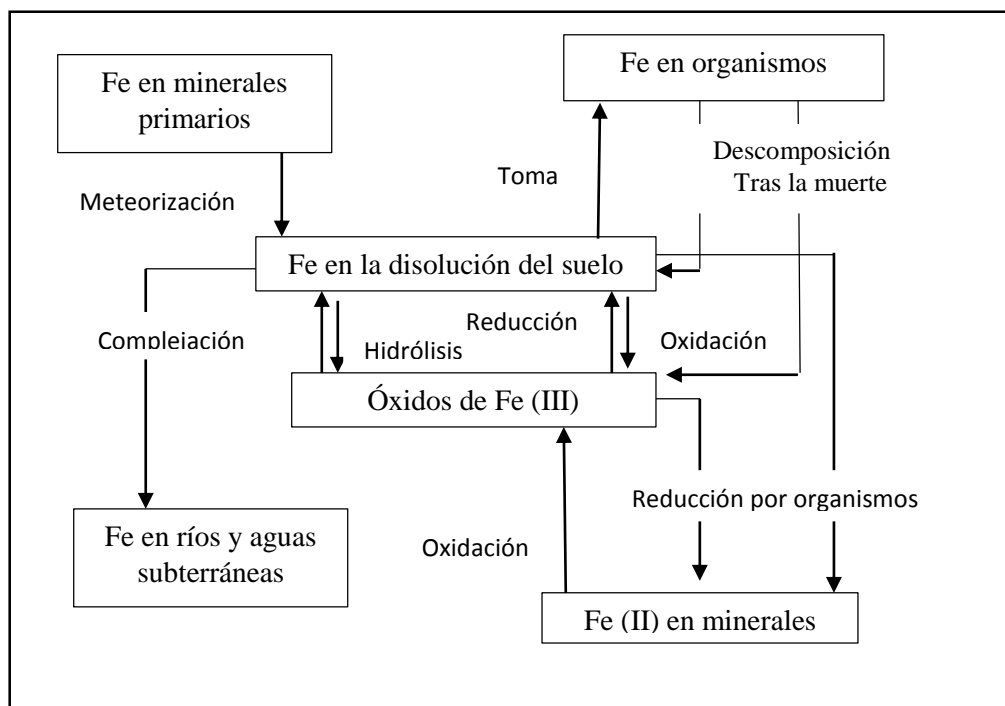 Fe en minerales
primarios
Fe en organismos
Descomposición
Tras la muerte
Toma
Meteorización
Fe en la disolución del suelo
Complejación
Reducción
Hidrólisis
Oxidación
Óxidos de Fe (III)
Reducción por organismos
Fe en ríos y aguas
subterráneas
Oxidación
Fe (II) en minerales